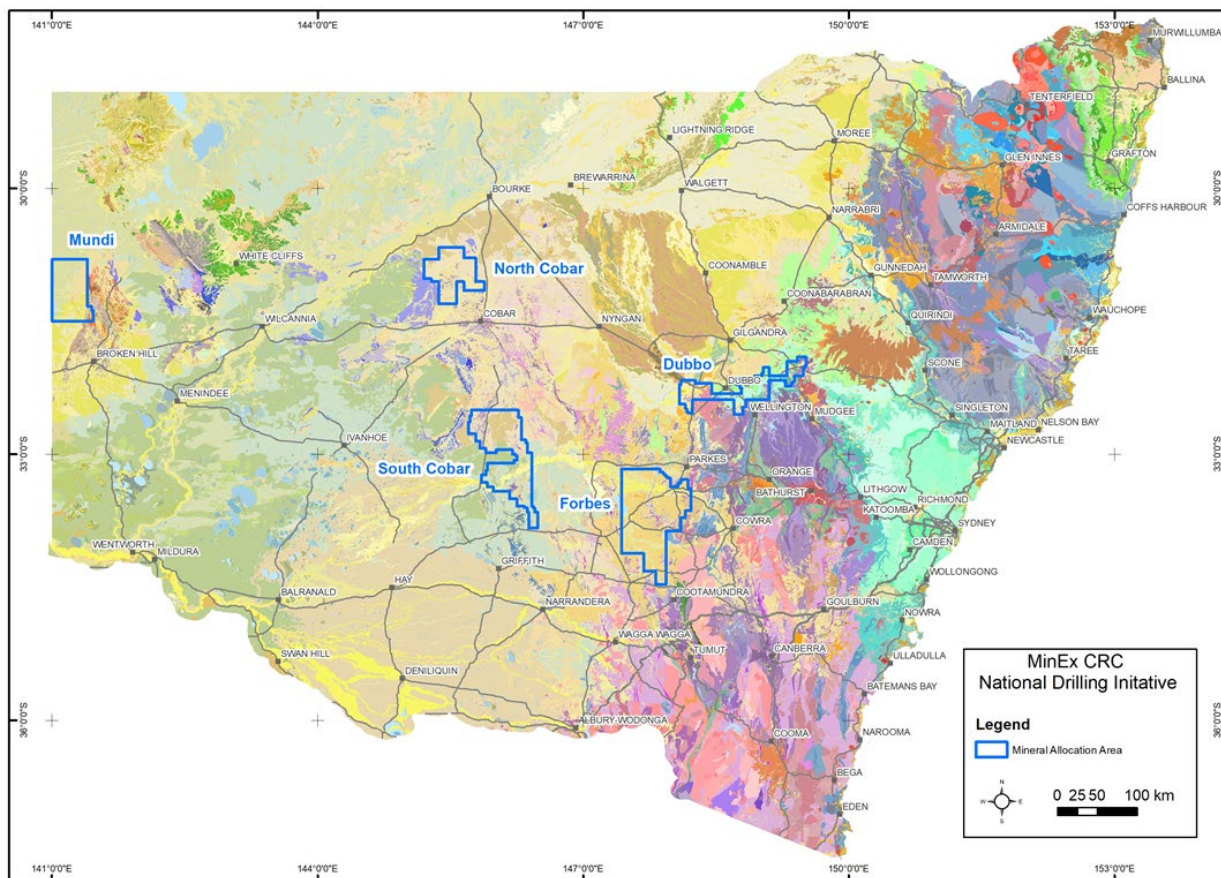 141°0'0"E
144°0'0"E
147°0'0"E
150°0'0"E
153°0'0"E
MURWILLUMBA
BALLINA
TENTERFIELD
LIGHTNING RIDGE
MOREE
GLEN INNES
GRAFTON
30°0'0"S
30°0'0"S
BREWARRINA
WALGETT
BOURKE
NARRABRI
COFFS HARBOUR
ARMIDALE
Mundi
WHITE CLIFFS
North Cobar
COONAMBLE
GUNNEDAH
TAMWORTH
COONABARABRAN
WAUCHOPE
WILCANNIA
COBAR
NYNGAN
QUIRINDI
GILGANDRA
TAREE
BROKEN HILL
Dubbo
SCONE
DUBBO
MENINDEE
WELLINGTON
MUDGEE
SINGLETON
NELSON BAY
MAITLAND
IVANHOE
NEWCASTLE
33°0'0"S
33°0'0"S
South Cobar
PARKES
ORANGE
Forbes
BATHURST
LITHGOW
RICHMOND
KATOOMBA
COWRA
SYDNEY
CAMDEN
WENTWORTH
MILDURA
GRIFFITH
WOLLONGONG
BALRANALD
HAY
COOTAMUNDRA
NARRANDERA
GOULBURN
NOWRA
WAGGA WAGGA
SWAN HILL
TUMUT
CANBERRA
ULLADULLA
DENILIQUIN
BATEMANS BAY
36°0'0"S
36°0'0"S
ALBURY-WODONGA
COOMA
NAROOMA
BEGA
EDEN
MinEx CRC
National Drilling Initative
Legend
Mineral Allocation Area
N
W
E
S
0 25 50 100 km
141°0'0"E
144°0'0"E
147°0'0"E
150°0'0"E
153°0'0"E